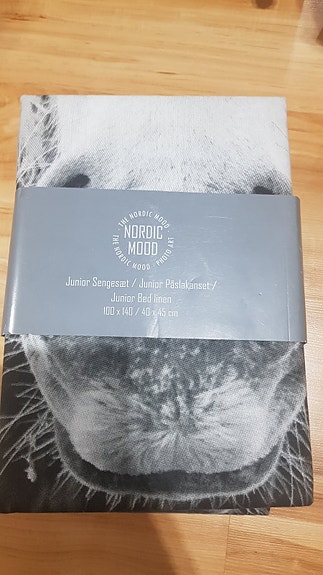 · THE NORDIC MOOD ·
NORDIC
MOOD
THE NORDIC MOOD · PHOTO ART
Junior Sengesæt / Junior Påslakanset /
Junior Bed linen
100 x 140 / 40 x 45 cm